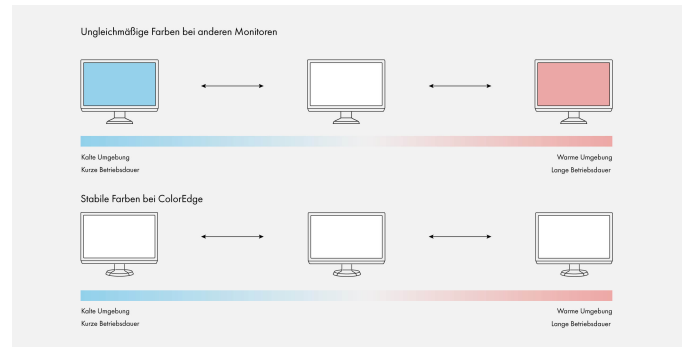 Ungleichmäßige Farben bei anderen Monitoren
Kalte Umgebung
Warme Umgebung
Kurze Betriebsdauer
Lange Betriebsdauer
Stabile Farben bei ColorEdge
Kalte Umgebung
Warme Umgebung
Kurze Betriebsdauer
Lange Betriebsdauer